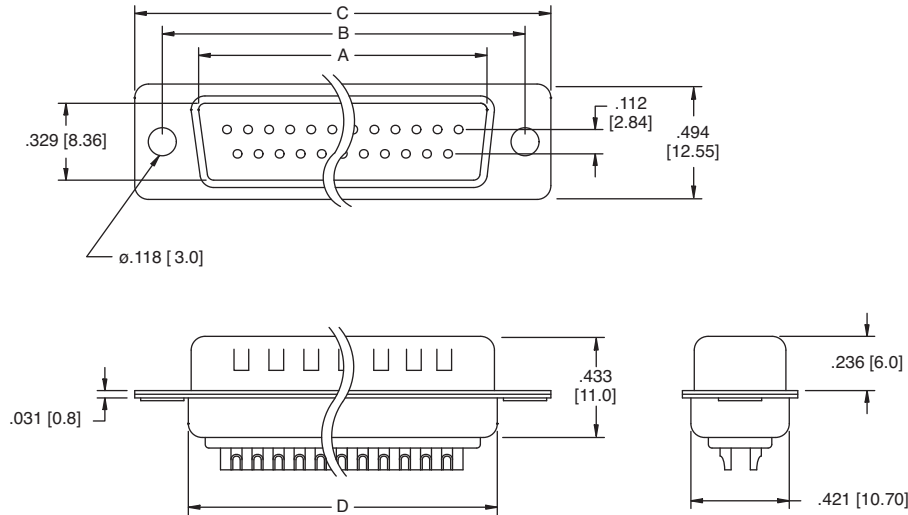 C
B
A
.112
[2.84]
.329 [8.36]
.494
[12.55]
ø.118 [ 3.0]
.433
[11.0]
.236 [6.0]
.031 [0.8]
D
.421 [10.70]